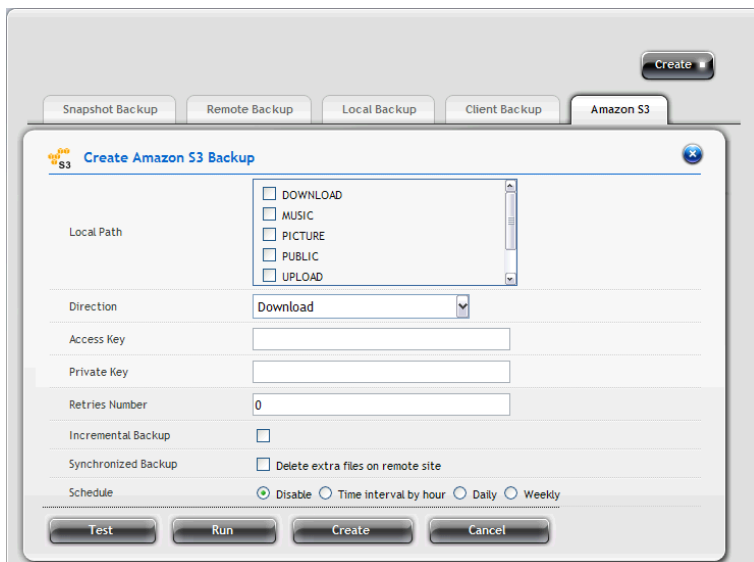 Create
Snapshot Backup Remote Backup Local Backup Client Backup Amazon S3
S3 Create Amazon S3 Backup
Local Path
DOWNLOAD
MUSIC
PICTURE
PUBLIC
UPLOAD
Direction Download
Access Key
Private Key
Retries Number 0
Incremental Backup
Synchronized Backup Delete extra files on remote site
Schedule Disable Time interval by hour Daily Weekly
Test Run Create Cancel